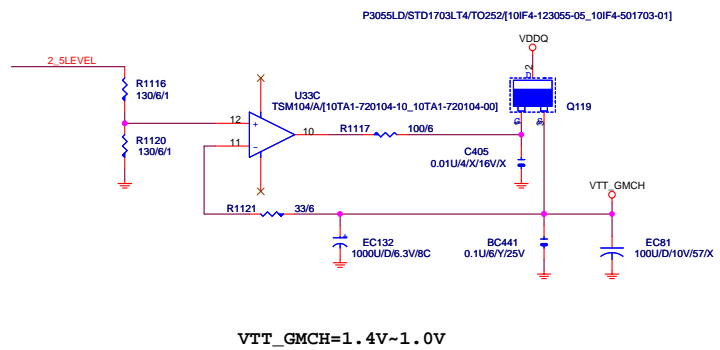 P3055LD/STD1703LT4/TO252/[10IF4-123055-05_10IF4-501703-01]
VDDQ
2_5LEVEL
R1116
130/6/1
U33C
TSM104/A/[10TA1-720104-10_10TA1-720104-00]
D
2
Q119
G
1
S
3
12
+
11
-
10
R1117
100/6
R1120
130/6/1
C405
0.01U/4/X/16V/X
VTT_GMCH
R1121
33/6
EC132
1000U/D/6.3V/8C
+
BC441
0.1U/6/Y/25V
EC81
100U/D/10V/57/X
VTT_GMCH=1.4V~1.0V